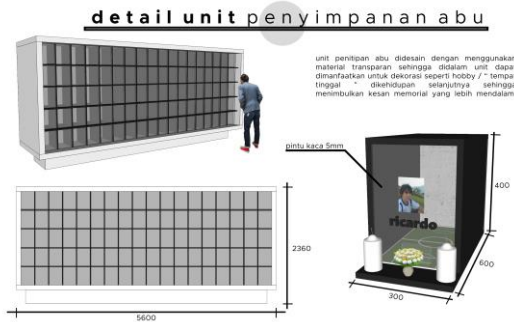 detail unit penyimpanan abu
unit penitipan abu didesain dengan menggunakan
material transparan sehingga didalam unit dapa
dimanfaatkan untuk dekorasi seperti hobby / " tempa
tinggal " dikehidupan selanjutnya sehingga
menimbulkan kesan memorial yang lebih mendalam
pintu kaca 5mm
ricardo
400
600
300
2360
5600